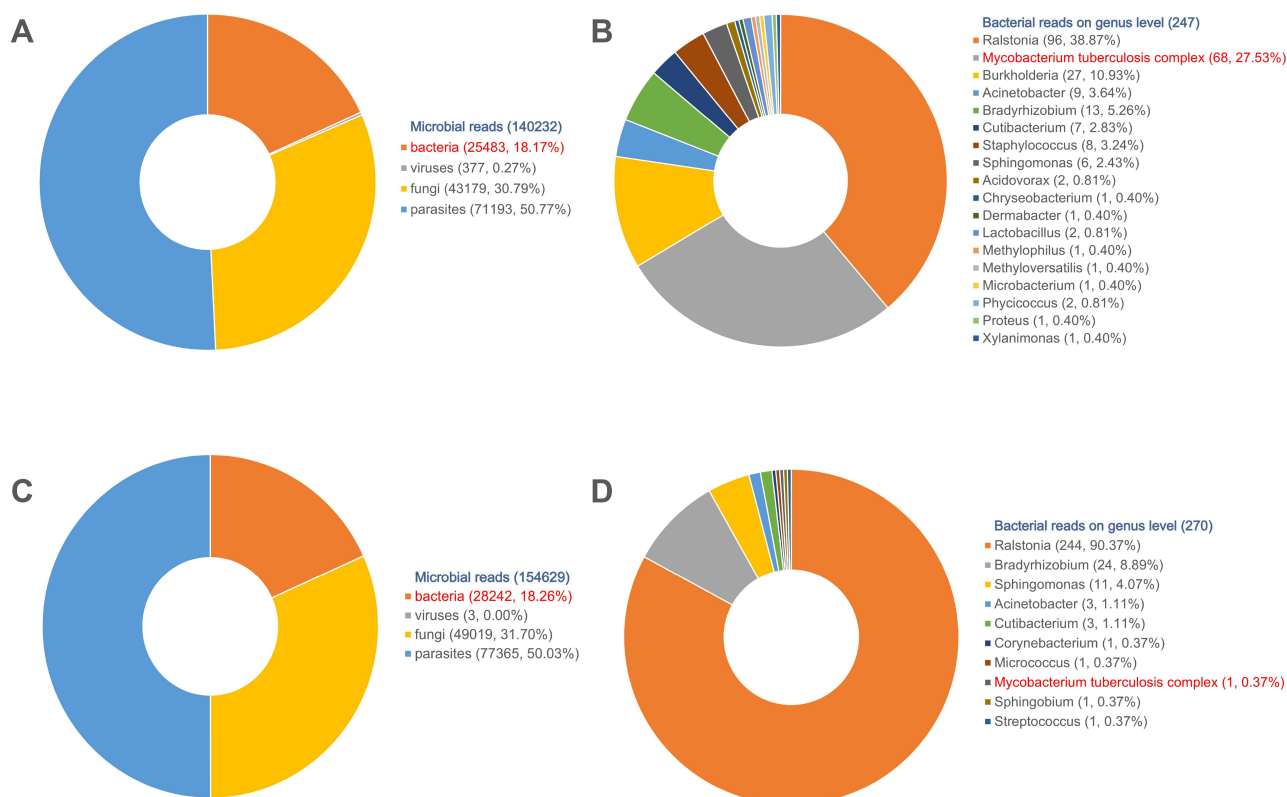 A
Microbial reads (140232)
bacteria (25483, 18.17%)
viruses (377, 0.27%)
fungi (43179, 30.79%)
parasites (71193, 50.77%)
B
Bacterial reads on genus level (247)
Ralstonia (96, 38.87%)
Mycobacterium tuberculosis complex (68, 27.53%)
Burkholderia (27, 10.93%)
Acinetobacter (9, 3.64%)
Bradyrhizobium (13, 5.26%)
Cutibacterium (7, 2.83%)
Staphylococcus (8, 3.24%)
Sphingomonas (6, 2.43%)
Acidovorax (2, 0.81%)
Chryseobacterium (1, 0.40%)
Dermabacter (1, 0.40%)
Lactobacillus (2, 0.81%)
Methylophilus (1, 0.40%)
Methyloversatilis (1, 0.40%)
Microbacterium (1, 0.40%)
Phycicoccus (2, 0.81%)
Proteus (1, 0.40%)
Xylanimonas (1, 0.40%)
C
Microbial reads (154629)
bacteria (28242, 18.26%)
viruses (3, 0.00%)
fungi (49019, 31.70%)
parasites (77365, 50.03%)
D
Bacterial reads on genus level (270)
Ralstonia (244, 90.37%)
Bradyrhizobium (24, 8.89%)
Sphingomonas (11, 4.07%)
Acinetobacter (3, 1.11%)
Cutibacterium (3, 1.11%)
Corynebacterium (1, 0.37%)
Micrococcus (1, 0.37%)
Mycobacterium tuberculosis complex (1, 0.37%)
Sphingobium (1, 0.37%)
Streptococcus (1, 0.37%)